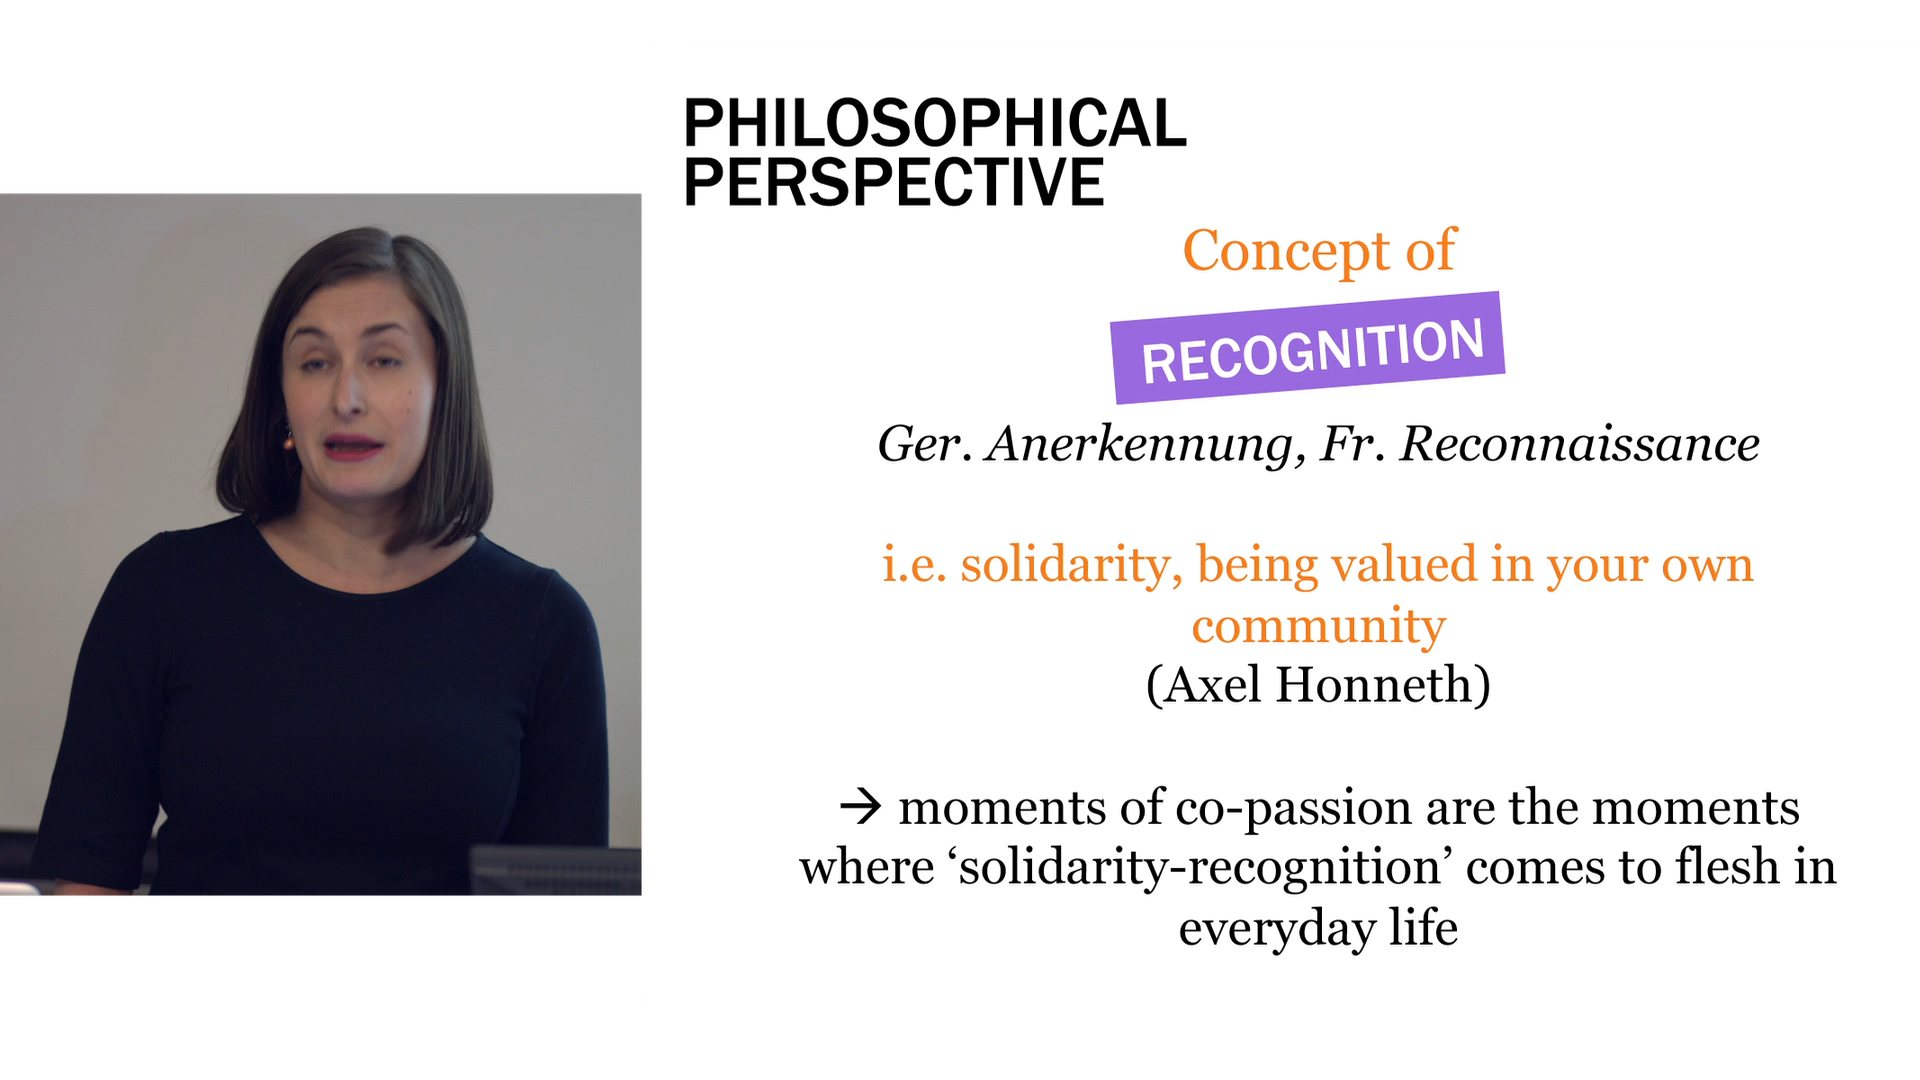 PHILOSOPHICAL
PERSPECTIVE
Concept of
RECOGNITION
Ger. Anerkennung, Fr. Reconnaissance
i.e. solidarity, being valued in your own
community
(Axel Honneth)
→ moments of co-passion are the moments
where ‘solidarity-recognition’ comes to flesh in
everyday life